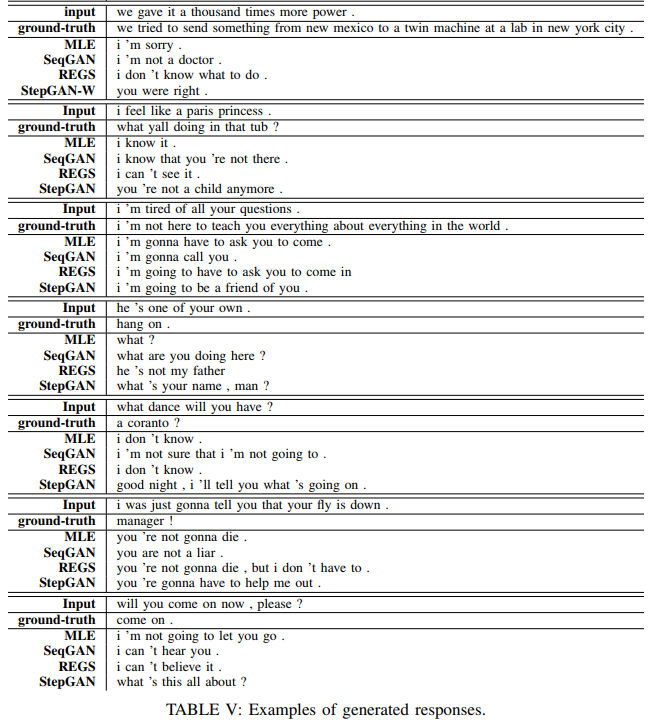 input we gave it a thousand times more power .
ground-truth we tried to send something from new mexico to a twin machine at a lab in new york city .
MLE i 'm sorry .
SeqGAN i 'm not a doctor .
REGS i don 't know what to do .
StepGAN-W you were right .
Input i feel like a paris princess .
ground-truth what yall doing in that tub ?
MLE i know it .
SeqGAN i know that you 're not there .
REGS i can 't see it .
StepGAN you 're not a child anymore .
Input i 'm tired of all your questions .
ground-truth i 'm not here to teach you everything about everything in the world .
MLE i 'm gonna have to ask you to come .
SeqGAN i 'm gonna call you .
REGS i 'm going to have to ask you to come in
StepGAN i 'm going to be a friend of you .
Input he 's one of your own .
ground-truth hang on .
MLE what ?
SeqGAN what are you doing here ?
REGS he 's not my father
StepGAN what 's your name , man ?
Input what dance will you have ?
ground-truth a coranto ?
MLE i don 't know .
SeqGAN i 'm not sure that i 'm not going to .
REGS i don 't know .
StepGAN good night , i 'll tell you what 's going on .
Input i was just gonna tell you that your fly is down .
ground-truth manager !
MLE you 're not gonna die .
SeqGAN you are not a liar .
REGS you 're not gonna die , but i don 't have to .
StepGAN you 're gonna have to help me out .
Input will you come on now , please ?
ground-truth come on .
MLE i 'm not going to let you go .
SeqGAN i can 't hear you .
REGS i can 't believe it .
StepGAN what 's this all about ?
TABLE V: Examples of generated responses.